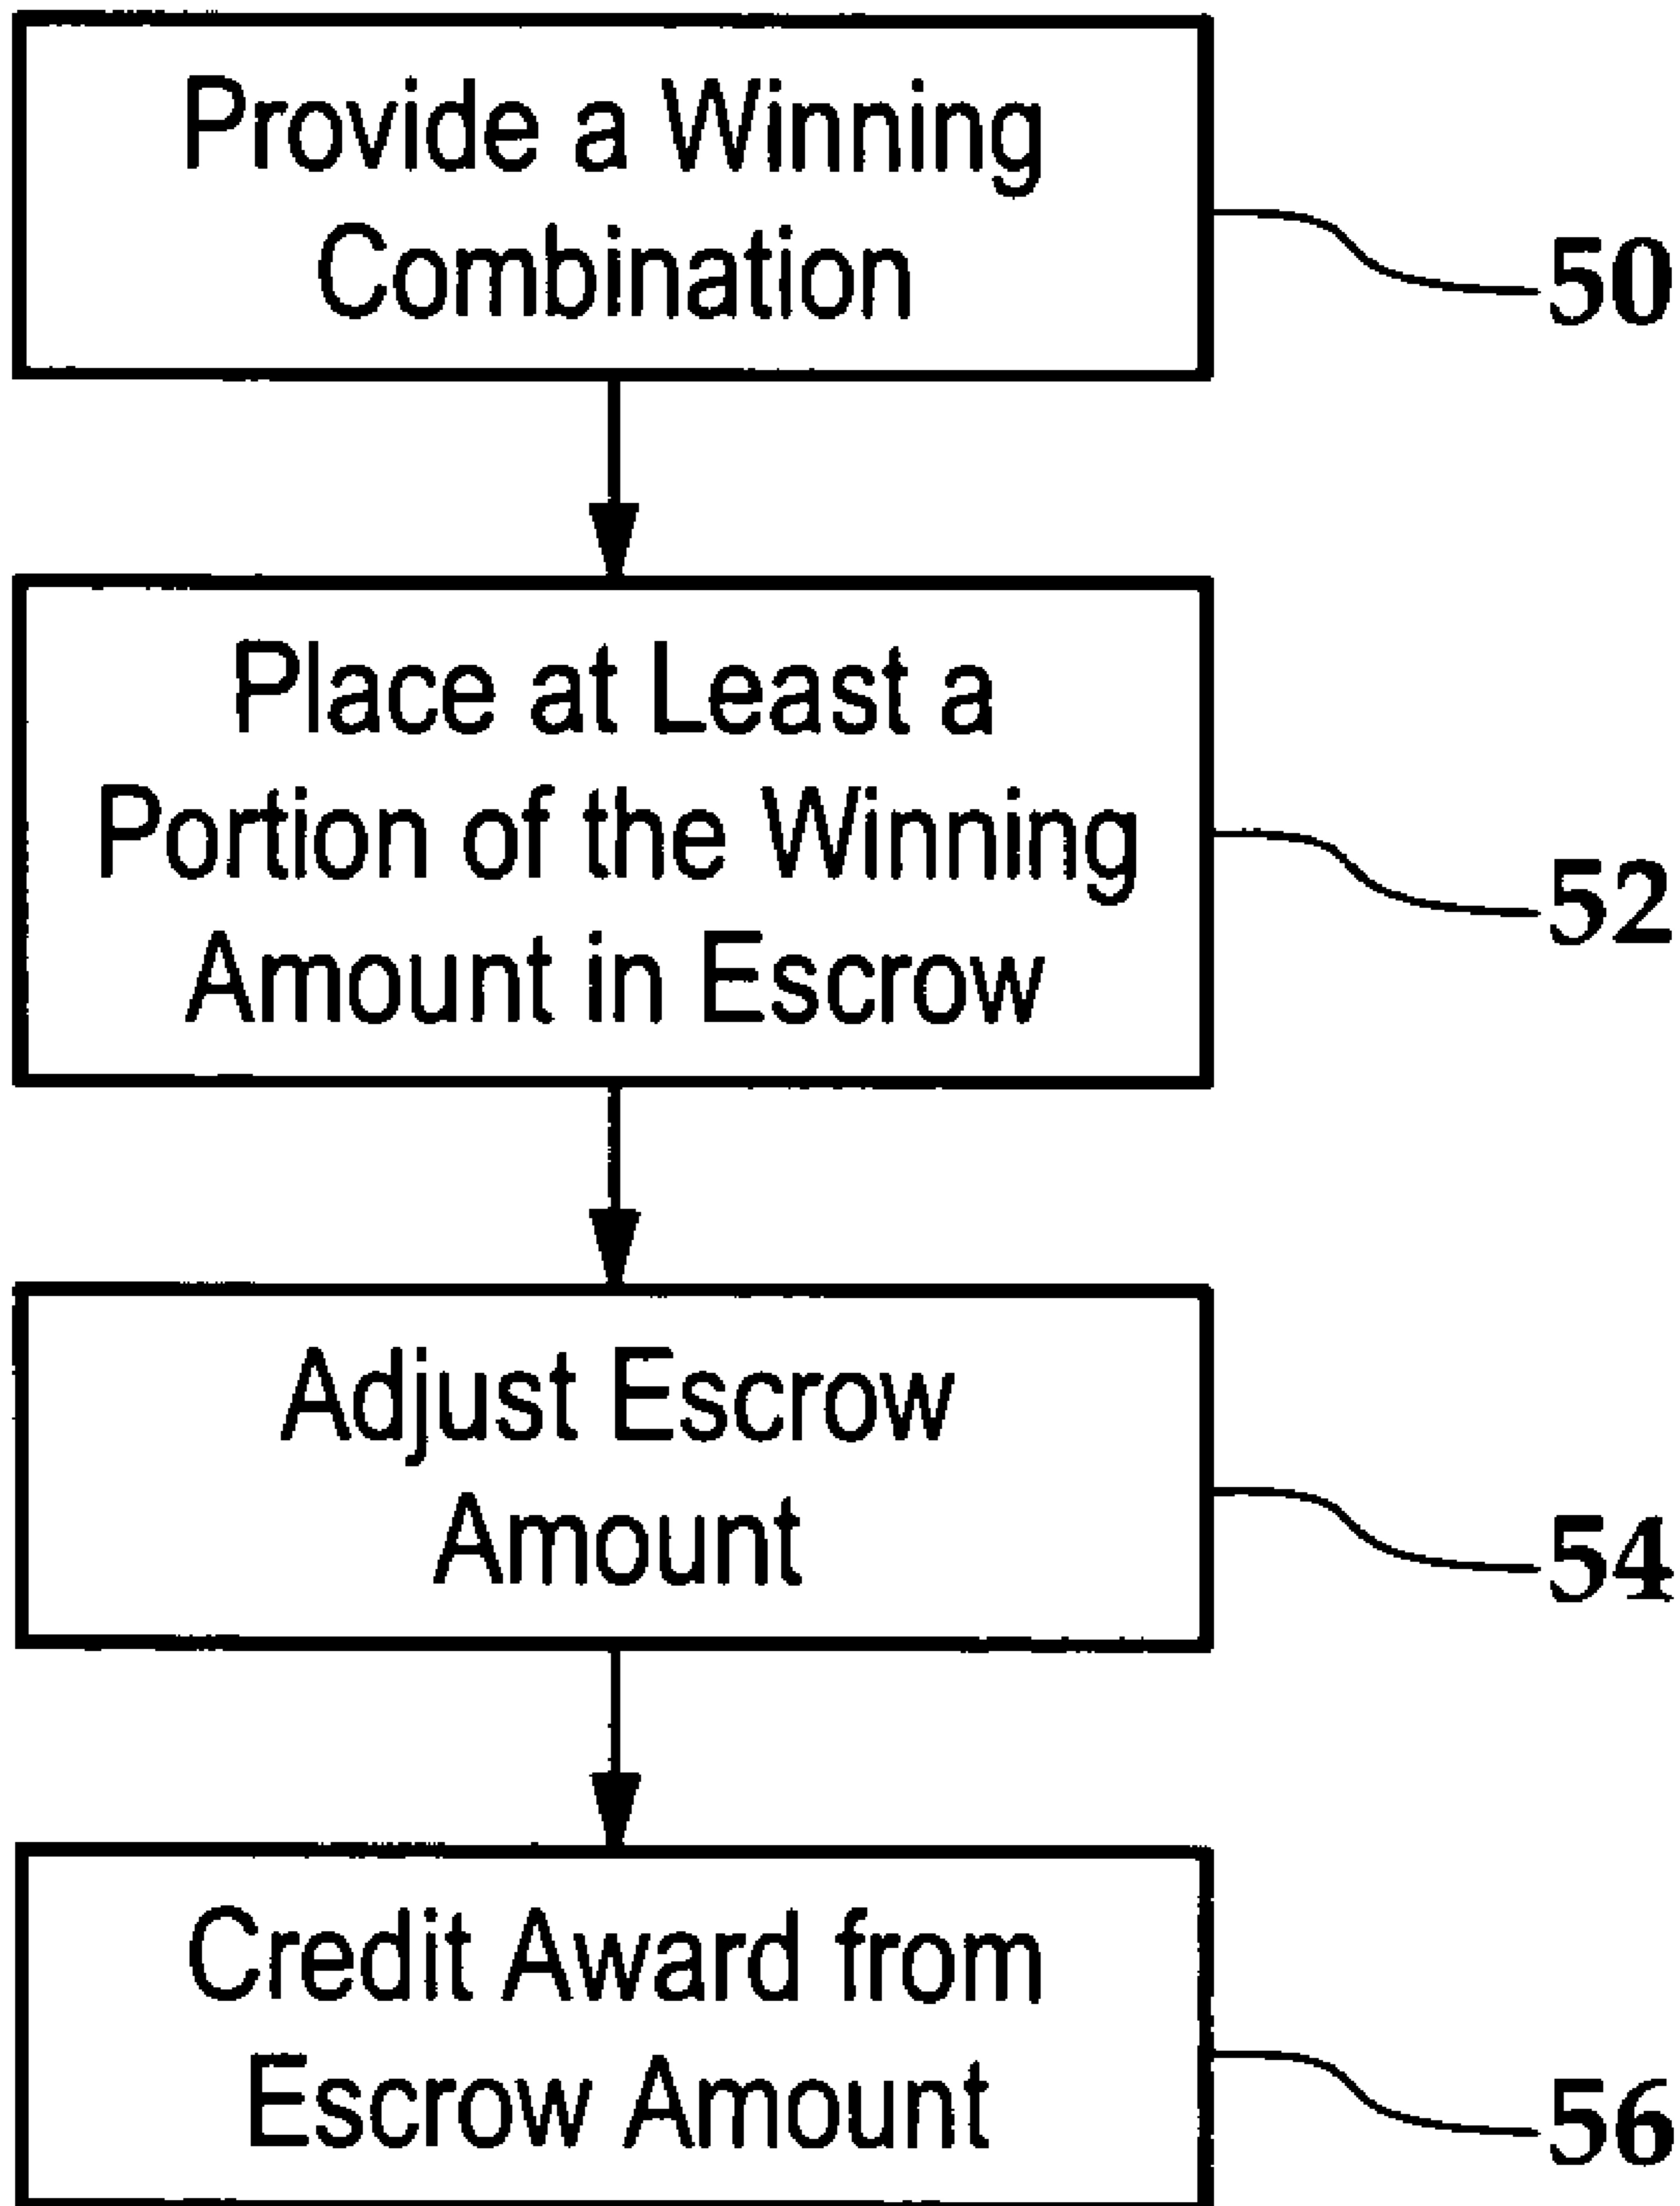 Provide a Winning
Combination
50
Place at Least a
Portion of the Winning
Amount in Escrow
52
Adjust Escrow
Amount
54
Credit Award from
Escrow Amount
56